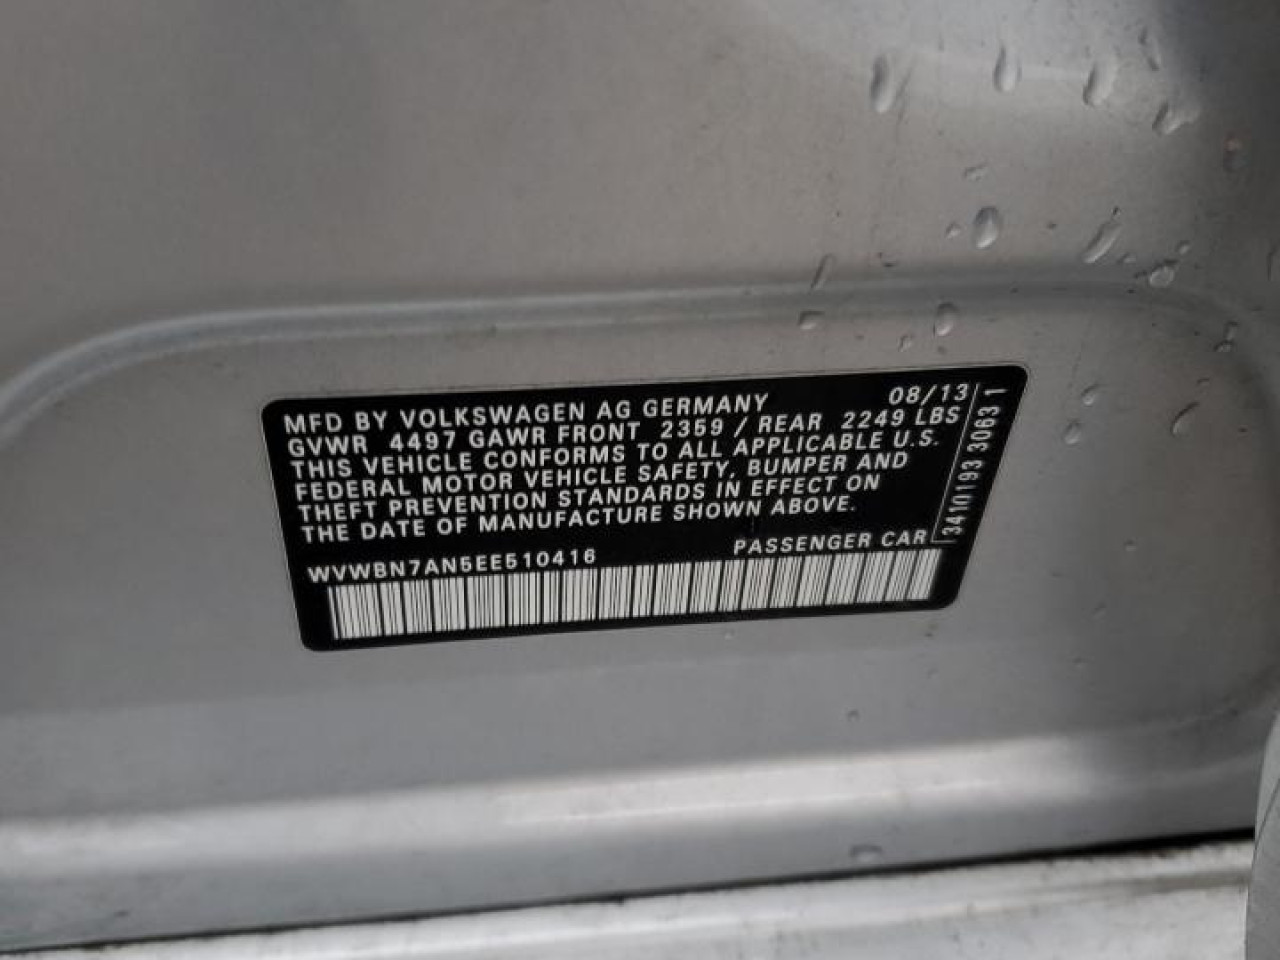 MFD BY VOLKSWAGEN AG GERMANY 08/13
GVWR 4497 GAWR FRONT 2359 / REAR 2249 LBS
THIS VEHICLE CONFORMS TO ALL APPLICABLE U.S.
FEDERAL MOTOR VEHICLE SAFETY, BUMPER AND
THEFT PREVENTION STANDARDS IN EFFECT ON
THE DATE OF MANUFACTURE SHOWN ABOVE.
WVWBN7AN5EE510416 PASSENGER CAR
3410193 3063 1